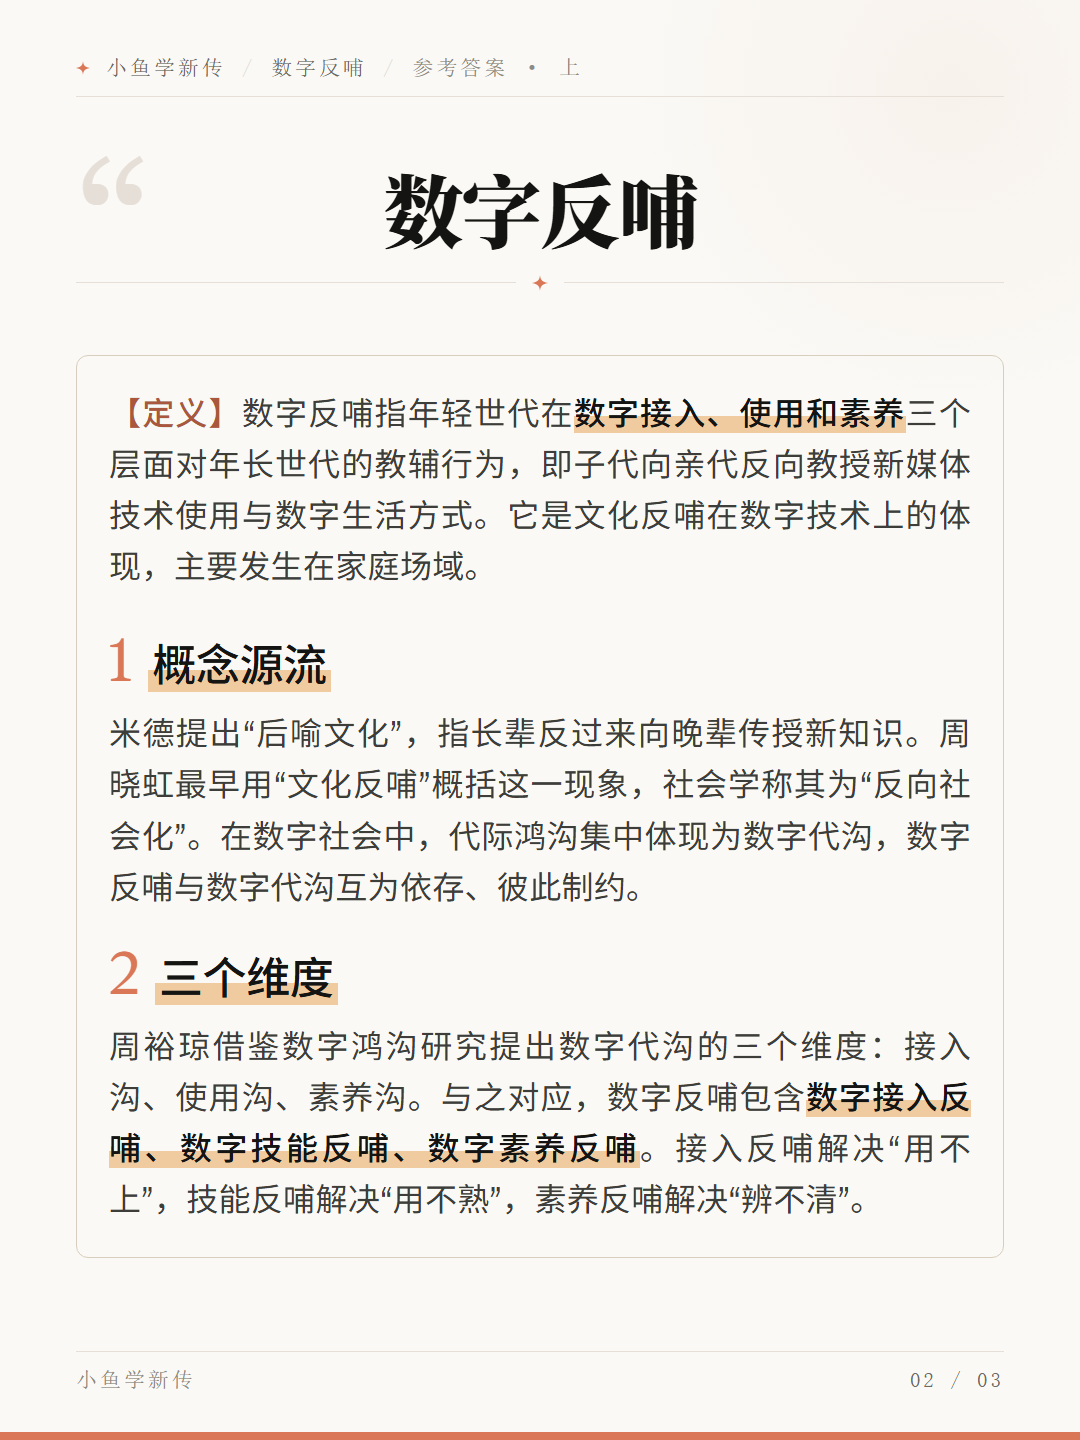 小鱼学新传 / 数字反哺 / 参考答案 • 上
“
数字反哺
【定义】数字反哺指年轻世代在数字接入、使用和素养三个
层面对年长世代的教辅行为，即子代向亲代反向教授新媒体
技术使用与数字生活方式。它是文化反哺在数字技术上的体
现，主要发生在家庭场域。
1 概念源流
米德提出“后喻文化”，指长辈反过来向晚辈传授新知识。周
晓虹最早用“文化反哺”概括这一现象，社会学称其为“反向社
会化”。在数字社会中，代际鸿沟集中体现为数字代沟，数字
反哺与数字代沟互为依存、彼此制约。
2 三个维度
周裕琼借鉴数字鸿沟研究提出数字代沟的三个维度：接入
沟、使用沟、素养沟。与之对应，数字反哺包含数字接入反
哺、数字技能反哺、数字素养反哺。接入反哺解决“用不
上”，技能反哺解决“用不熟”，素养反哺解决“辨不清”。
小鱼学新传
02 / 03